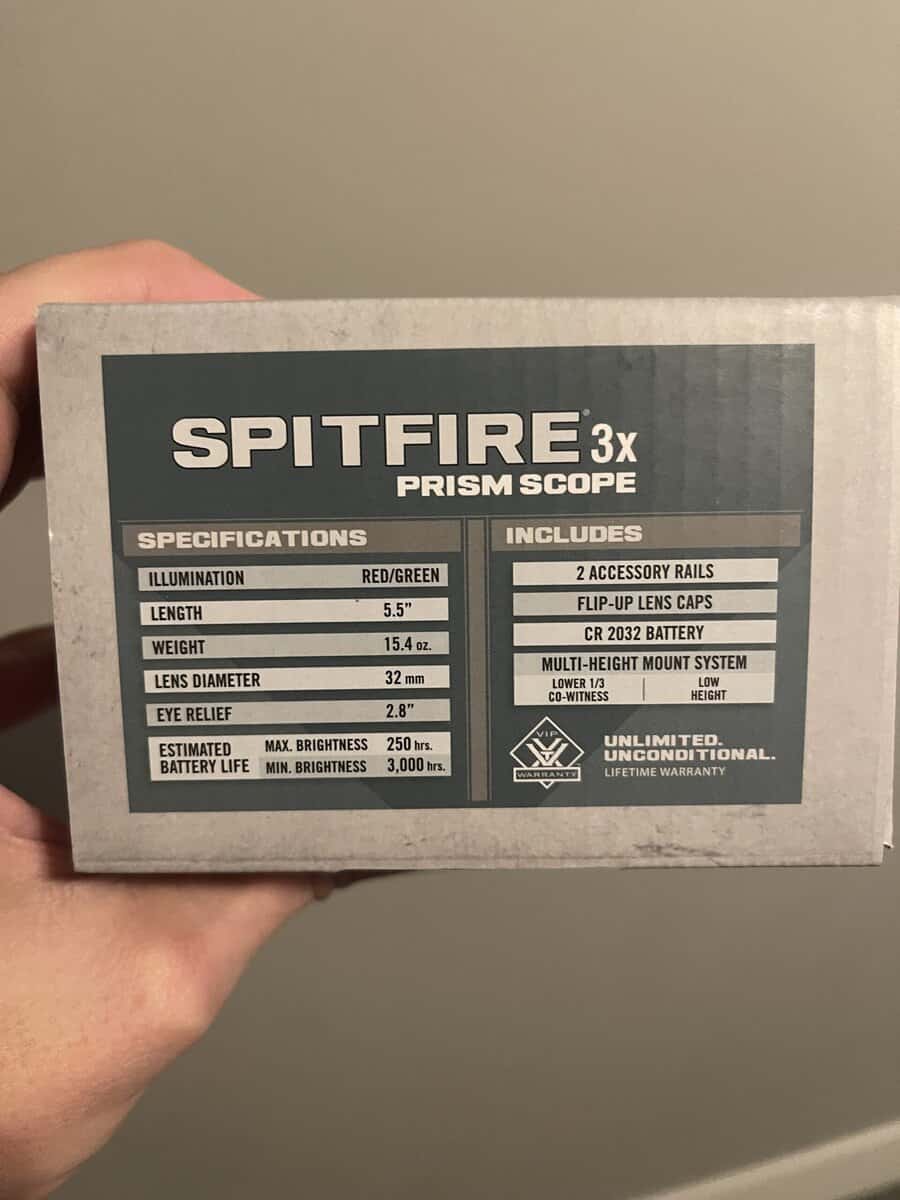 SPITFIRE® 3x
PRISM SCOPE
SPECIFICATIONS
ILLUMINATION RED/GREEN
LENGTH 5.5"
WEIGHT 15.4 oz.
LENS DIAMETER 32 mm
EYE RELIEF 2.8"
ESTIMATED BATTERY LIFE
MAX. BRIGHTNESS 250 hrs.
MIN. BRIGHTNESS 3,000 hrs.
INCLUDES
2 ACCESSORY RAILS
FLIP-UP LENS CAPS
CR 2032 BATTERY
MULTI-HEIGHT MOUNT SYSTEM
LOWER 1/3
CO-WITNESS
LOW
HEIGHT
VIP
WARRANTY
UNLIMITED.
UNCONDITIONAL.
LIFETIME WARRANTY